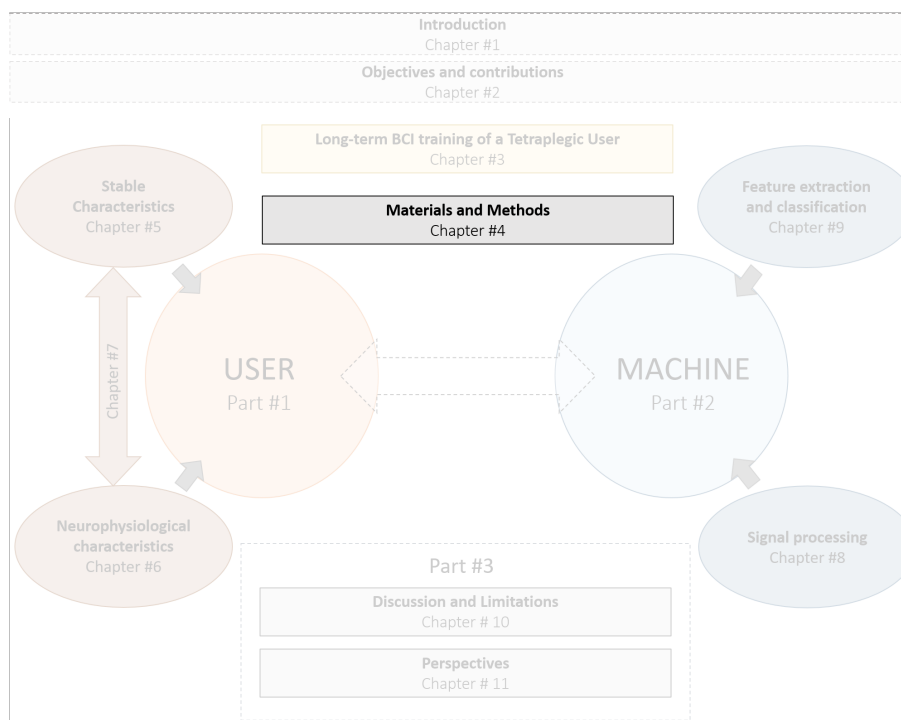 Introduction
Chapter #1
Objectives and contributions
Chapter #2
Long-term BCI training of a Tetraplegic User
Chapter #3
Stable
Characteristics
Chapter #5
Materials and Methods
Chapter #4
Feature extraction
and classification
Chapter #9
Chapter #7
USER
Part #1
MACHINE
Part #2
Neurophysiological
characteristics
Chapter #6
Signal processing
Chapter #8
Part #3
Discussion and Limitations
Chapter # 10
Perspectives
Chapter # 11